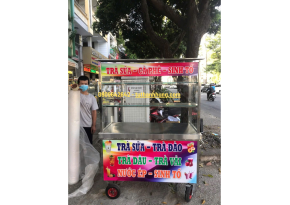 TRÀ SỮA - CÀ PHÊ - SINH TỐ
TRÀ SỮA - TRÀ ĐÀO
TRÀ DÂU - TRÀ VẢI
NƯỚC ÉP - SINH TỐ